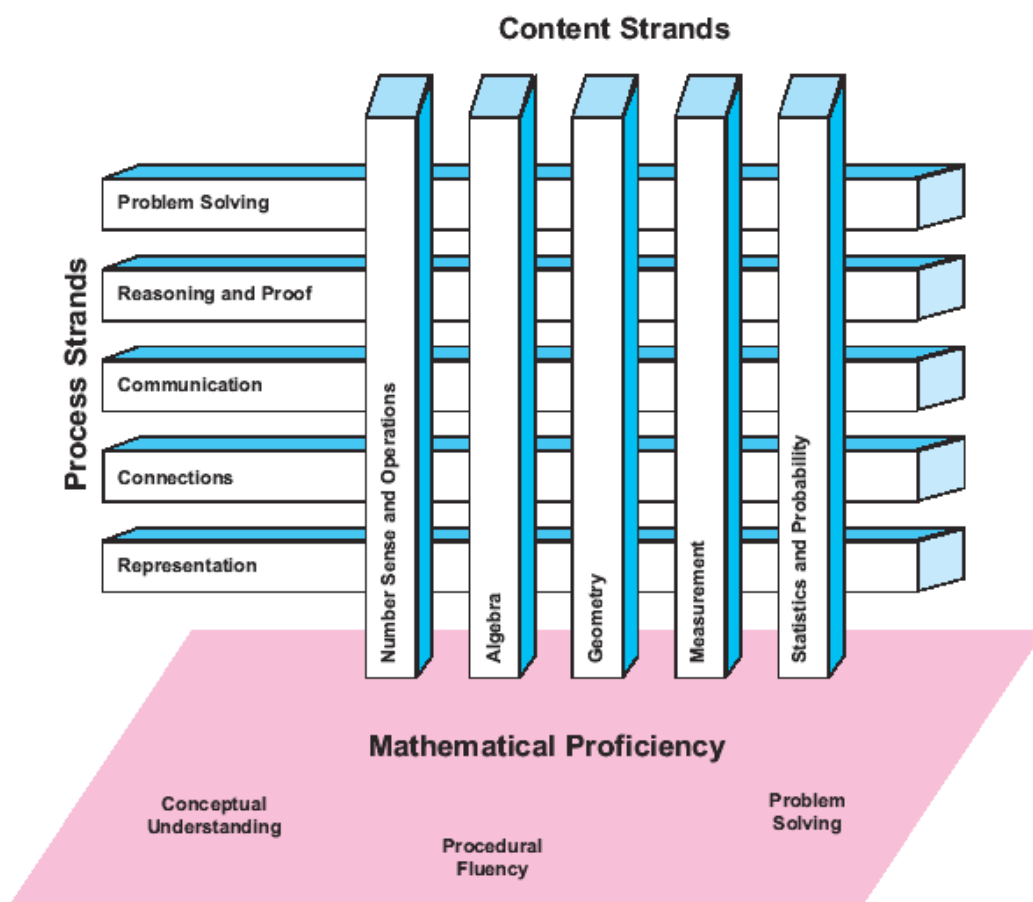 Content Strands
Process Strands
Problem Solving
Reasoning and Proof
Communication
Connections
Representation
Number Sense and Operations
Algebra
Geometry
Measurement
Statistics and Probability
Mathematical Proficiency
Conceptual
Understanding
Procedural
Fluency
Problem
Solving